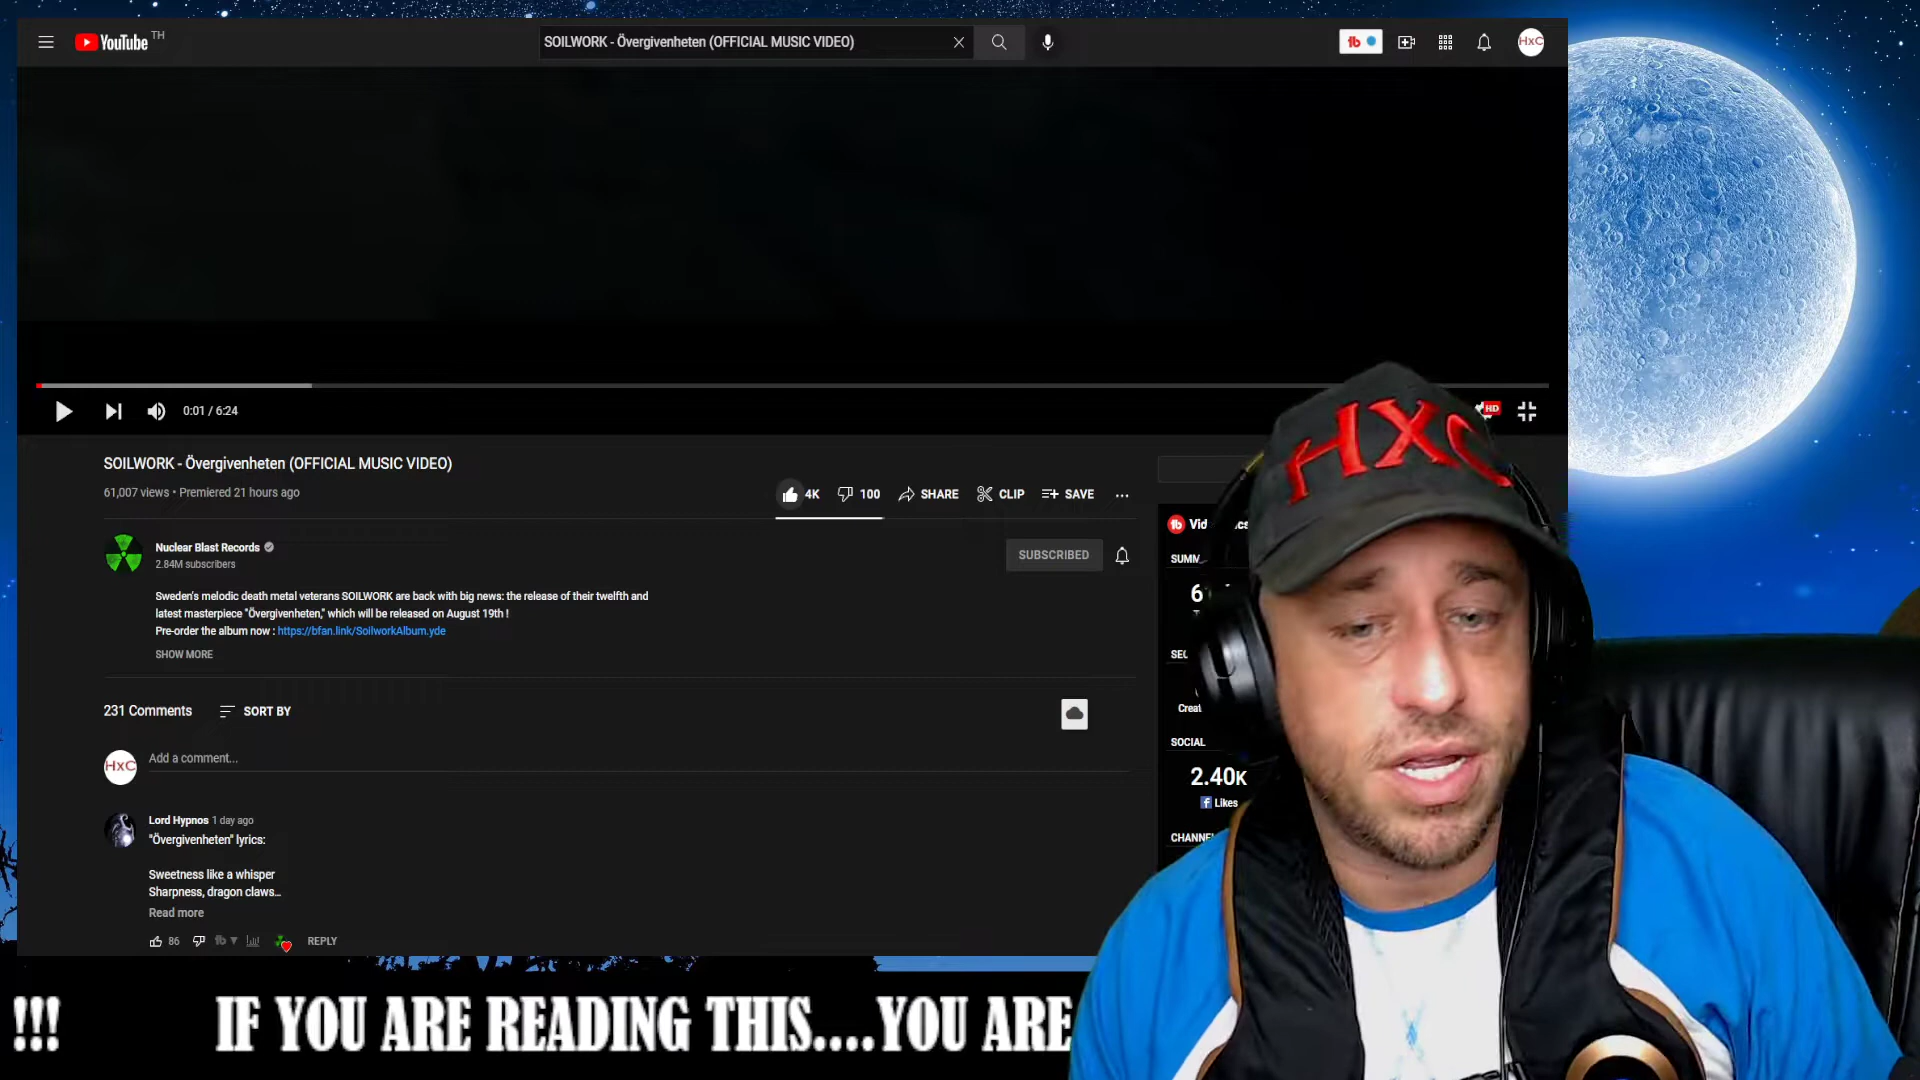 YouTube TH
SOILWORK - Övergivenheten (OFFICIAL MUSIC VIDEO)
HxC
0:01 / 6:24
HD
SOILWORK - Övergivenheten (OFFICIAL MUSIC VIDEO)
61,007 views • Premiered 21 hours ago
4K
100
SHARE
CLIP
SAVE
Nuclear Blast Records
2.84M subscribers
SUBSCRIBED
Sweden's melodic death metal veterans SOILWORK are back with big news: the release of their twelfth and
latest masterpiece "Övergivenheten," which will be released on August 19th !
Pre-order the album now : https://bfan.link/SoilworkAlbum.yde
SHOW MORE
231 Comments
SORT BY
HxC
Add a comment...
Lord Hypnos 1 day ago
"Övergivenheten" lyrics:
Sweetness like a whisper
Sharpness, dragon claws...
Read more
86
REPLY
SOCIAL
2.40K
Likes
HXC
!!! IF YOU ARE READING THIS....YOU ARE